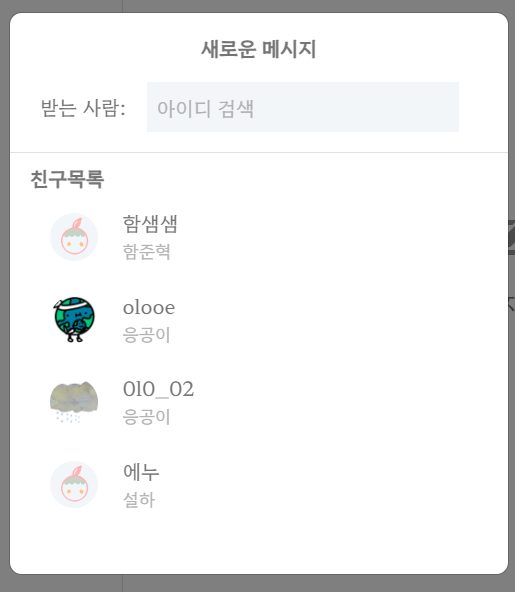 새로운 메시지
받는 사람: 아이디 검색
친구목록
함샘샘
함준혁
olooe
응공이
0l0_02
응공이
에누
설하